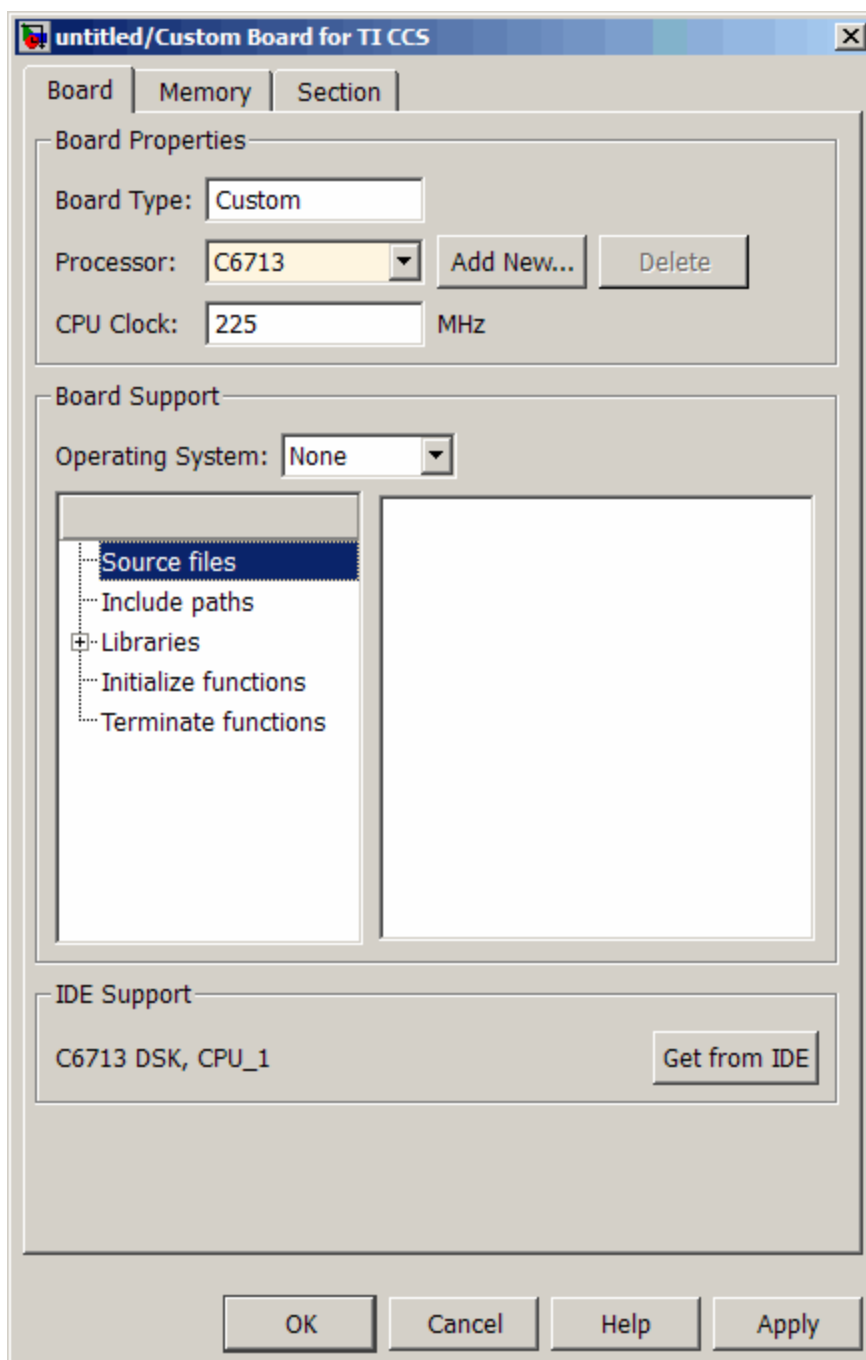 untitled/Custom Board for TI CCS
Board Memory Section
Board Properties
Board Type: Custom
Processor: C6713 Add New... Delete
CPU Clock: 225 MHz
Board Support
Operating System: None
Source files
Include paths
Libraries
Initialize functions
Terminate functions
IDE Support
C6713 DSK, CPU_1 Get from IDE
OK Cancel Help Apply